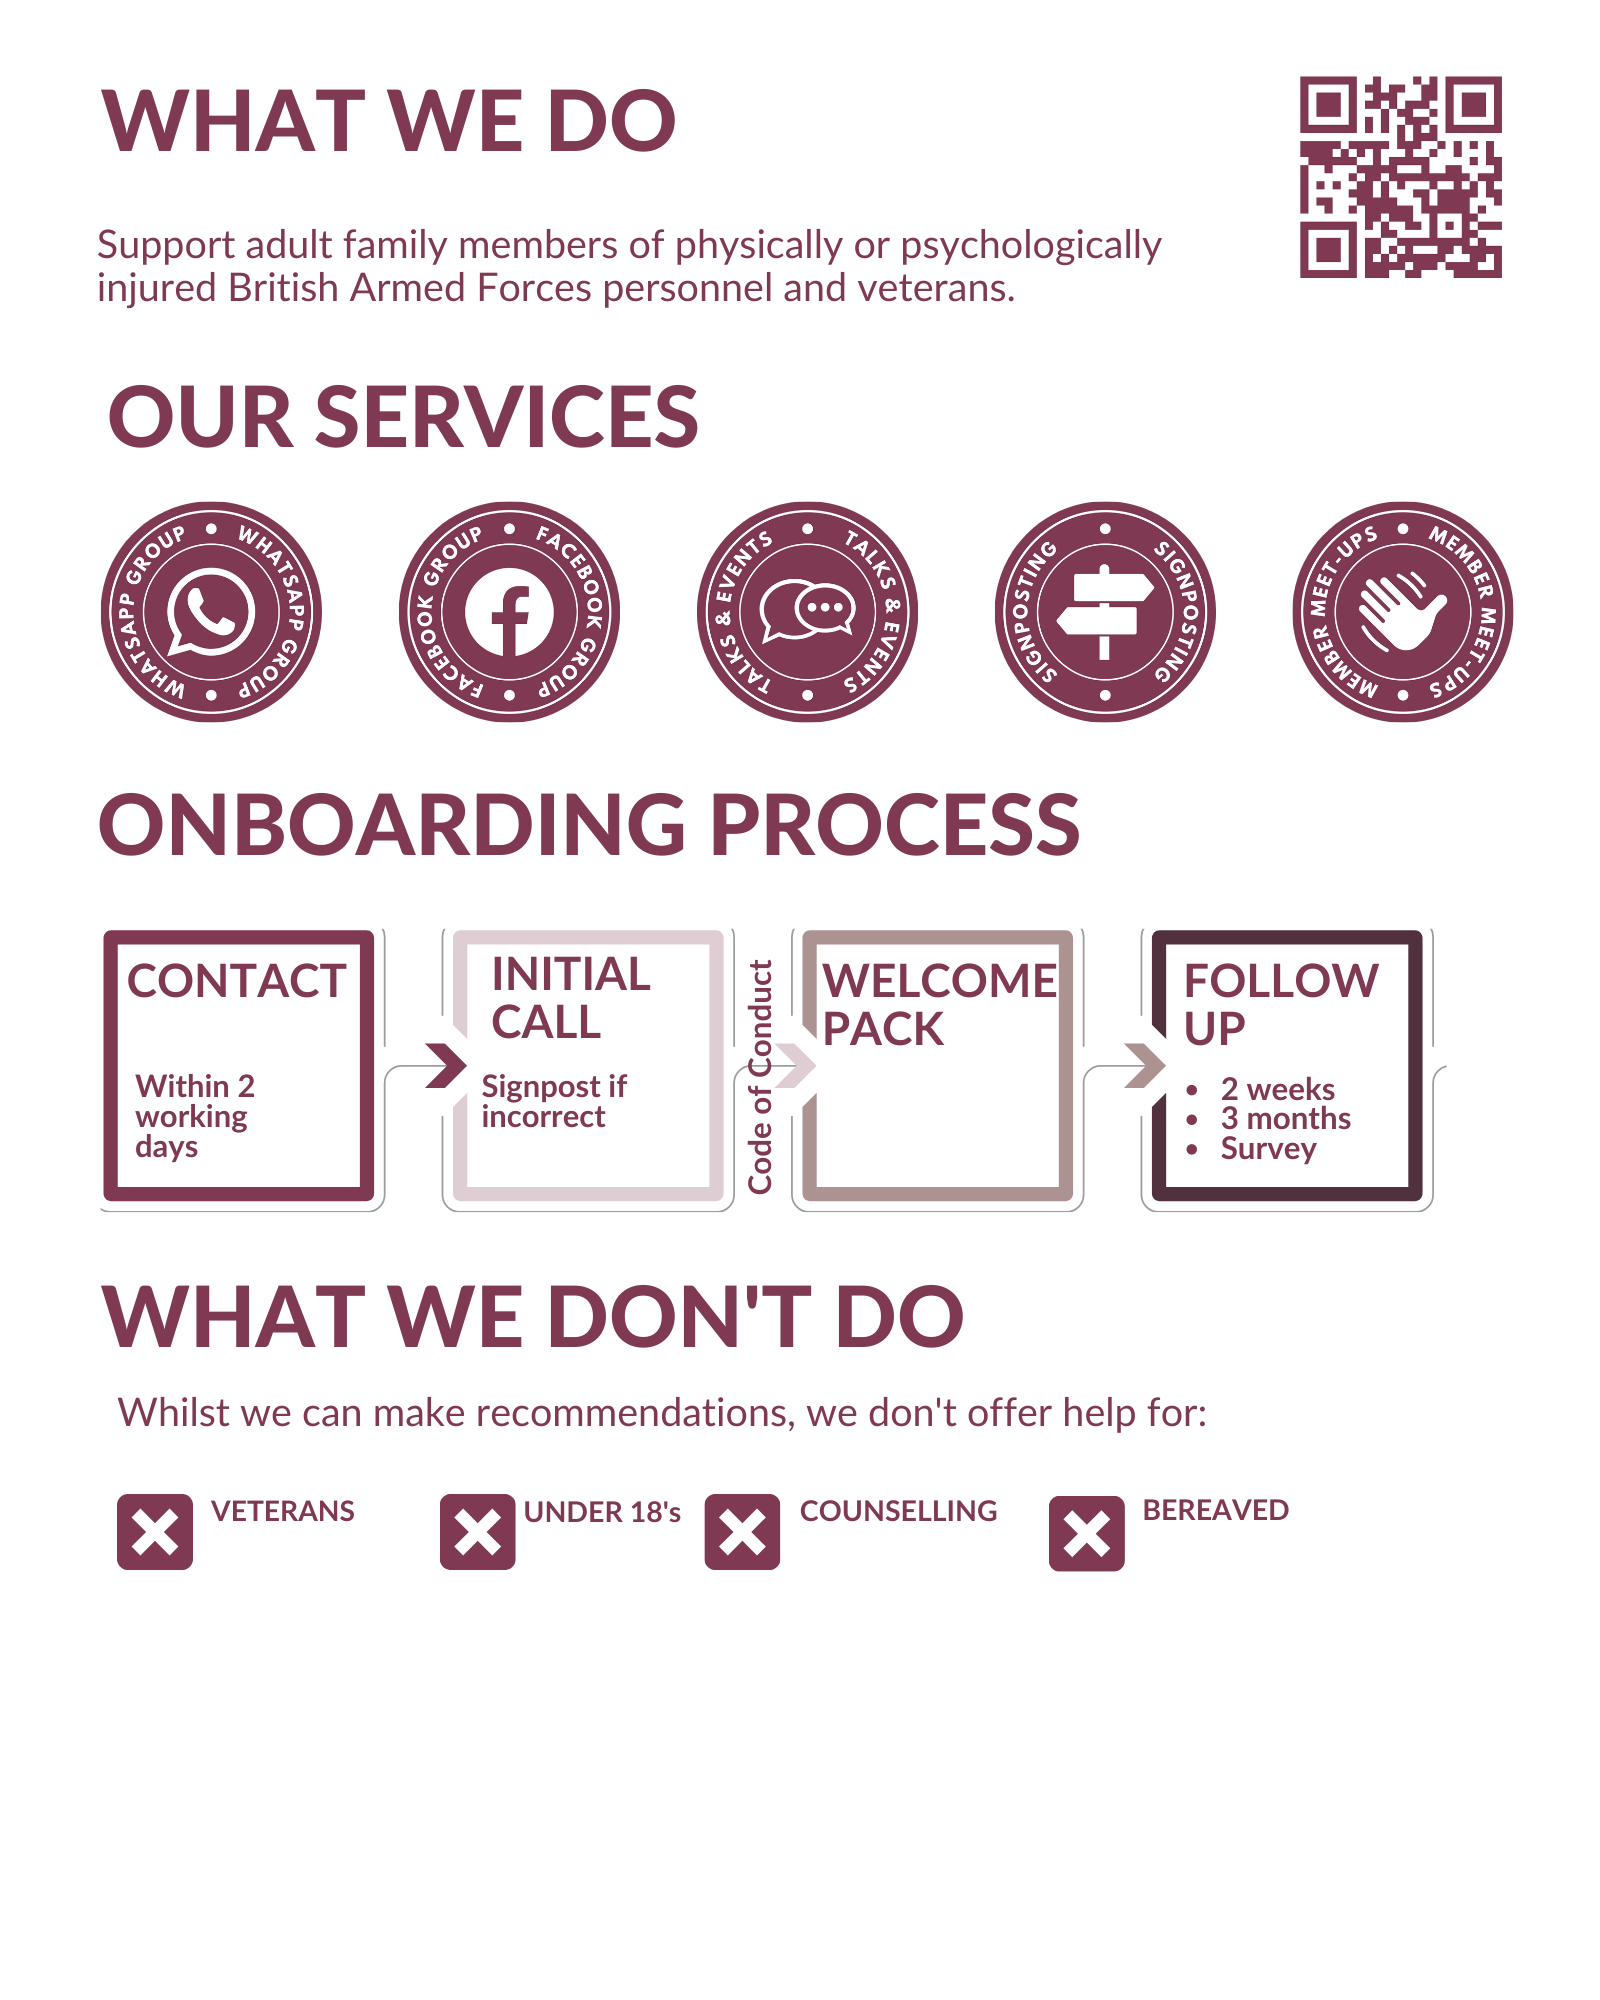 WHAT WE DO
Support adult family members of physically or psychologically
injured British Armed Forces personnel and veterans.
OUR SERVICES
WHATSAPP GROUP • WHATSAPP GROUP •
FACEBOOK GROUP • FACEBOOK GROUP •
TALKS & EVENTS • TALKS & EVENTS •
SIGNPOSTING • SIGNPOSTING •
MEMBER MEET-UPS • MEMBER MEET-UPS •
ONBOARDING PROCESS
CONTACT
Within 2
working
days
INITIAL
CALL
Signpost if
incorrect
Code of Conduct
WELCOME
PACK
FOLLOW
UP
• 2 weeks
• 3 months
• Survey
WHAT WE DON'T DO
Whilst we can make recommendations, we don't offer help for:
VETERANS
UNDER 18's
COUNSELLING
BEREAVED